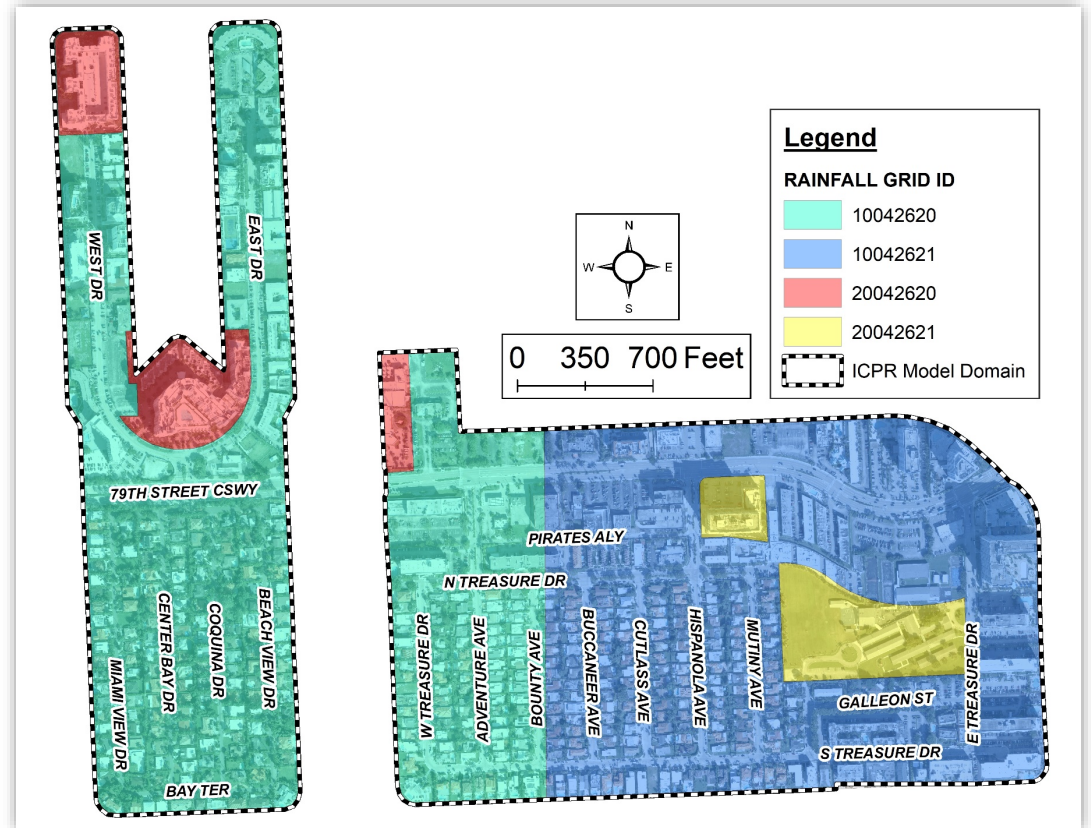 Legend
RAINFALL GRID ID
10042620
10042621
20042620
20042621
ICPR Model Domain
N
W
E
S
0 350 700 Feet
WEST DR
EAST DR
79TH STREET CSWY
CENTER BAY DR
COQUINA DR
BEACH VIEW DR
MIAMI VIEW DR
BAY TER
PIRATES ALY
N TREASURE DR
W TREASURE DR
ADVENTURE AVE
BOUNTY AVE
BUCCANEER AVE
CUTLASS AVE
HISPANOLA AVE
MUTINY AVE
GALLEON ST
E TREASURE DR
S TREASURE DR